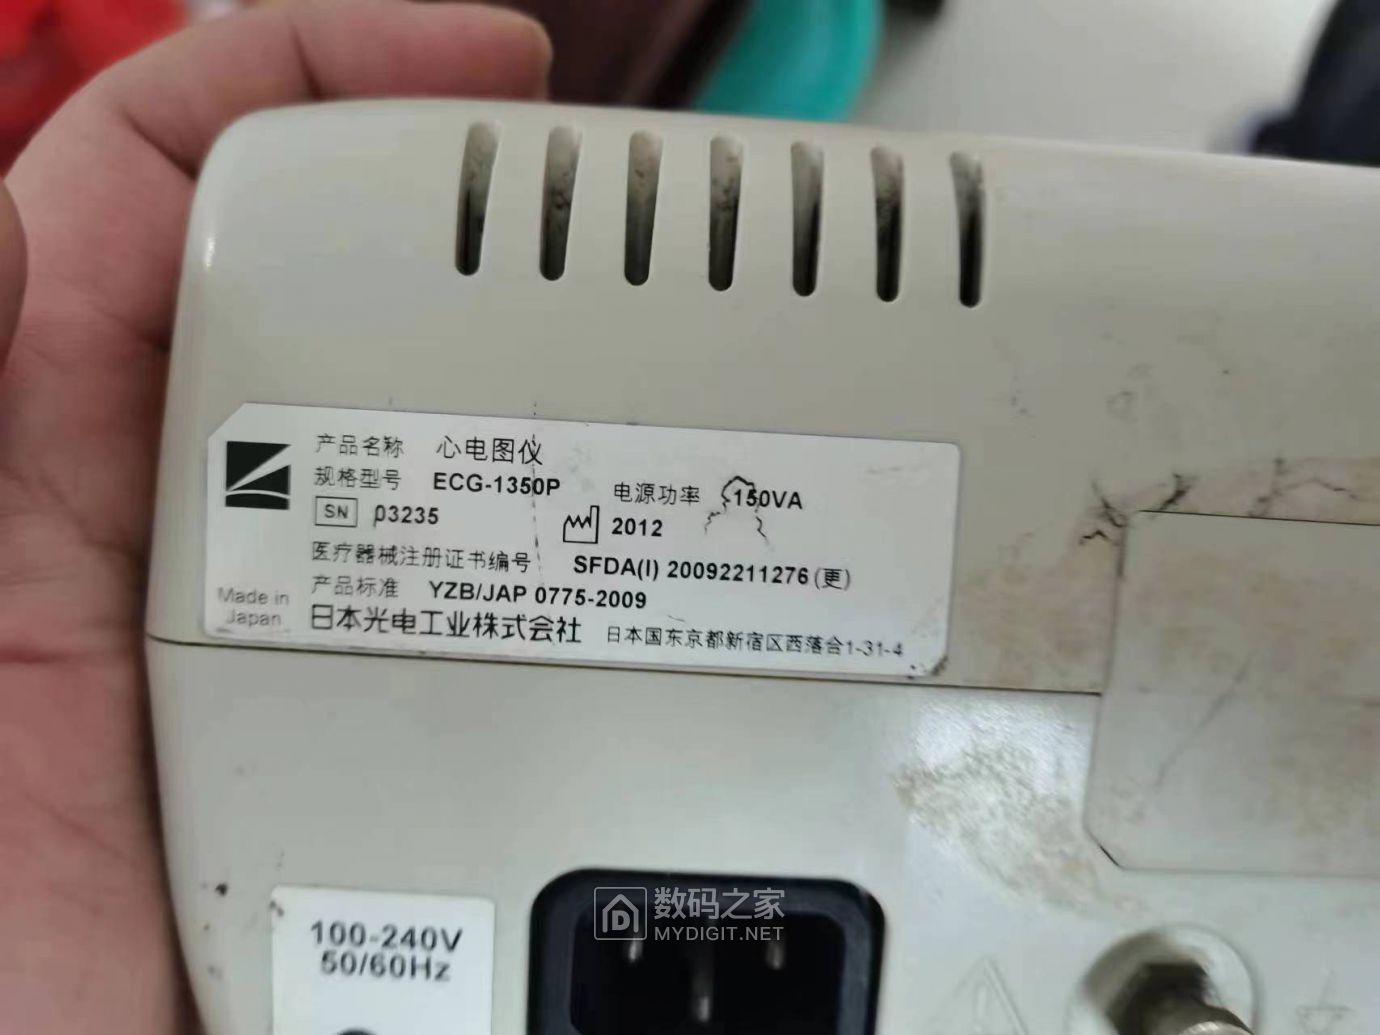 产品名称 心电图仪
规格型号 ECG-1350P 电源功率 150VA
SN 03235 2012
医疗器械注册证书编号 SFDA(I) 20092211276(更)
产品标准 YZB/JAP 0775-2009
Made in Japan
日本光电工业株式会社 日本国东京都新宿区西落合1-31-4
100-240V
50/60Hz
数码之家
MYDIGIT.NET